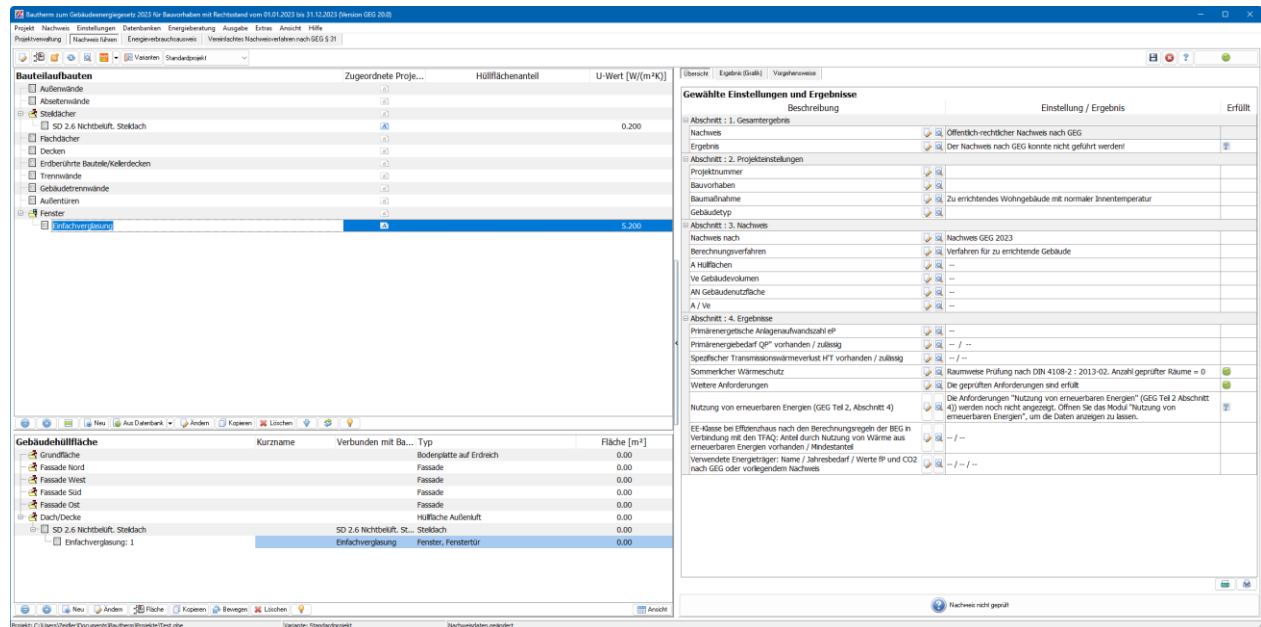 Bautherm zum Gebäudeenergiegesetz 2023 für Bauvorhaben mit Rechtsstand vom 01.01.2023 bis 31.12.2023 (Version GEG 20.0)
Projekt Nachweis Einstellungen Datenbanken Energieberatung Ausgabe Extras Ansicht Hilfe
Projektverwaltung Nachweis führen Energieverbrauchsausweis Vereinfachtes Nachweisverfahren nach GEG § 31
Varianten Standardprojekt
Bauteilaufbauten Zugeordnete Proje... Hüllflächenanteil U-Wert [W/(m²K)]
Außenwände
Abseitenwände
Steildächer
SD 2.6 Nichtbelüft. Steildach 0.200
Flachdächer
Decken
Erdberührte Bauteile/Kellerdecken
Trennwände
Gebäudetrennwände
Außentüren
Fenster
Einfachverglasung 5.200
Neu Aus Datenbank Ändern Kopieren Löschen
Gebäudehüllfläche Kurzname Verbunden mit Ba... Typ Fläche [m²]
Grundfläche Bodenplatte auf Erdreich 0.00
Fassade Nord Fassade 0.00
Fassade West Fassade 0.00
Fassade Süd Fassade 0.00
Fassade Ost Fassade 0.00
Dach/Decke Hüllfläche Außenluft 0.00
SD 2.6 Nichtbelüft. Steildach SD 2.6 Nichtbelüft. St... Steildach 0.00
Einfachverglasung: 1 Einfachverglasung Fenster, Fenstertür 0.00
Neu Ändern Fläche Kopieren Bewegen Löschen Ansicht
Übersicht Ergebnis (Grafik) Vorgehensweise
Gewählte Einstellungen und Ergebnisse
Beschreibung Einstellung / Ergebnis Erfüllt
Abschnitt : 1. Gesamtergebnis
Nachweis Öffentlich-rechtlicher Nachweis nach GEG
Ergebnis Der Nachweis nach GEG konnte nicht geführt werden!
Abschnitt : 2. Projekteinstellungen
Projektnummer
Bauvorhaben
Baumaßnahme Zu errichtendes Wohngebäude mit normaler Innentemperatur
Gebäudetyp
Abschnitt : 3. Nachweis
Nachweis nach Nachweis GEG 2023
Berechnungsverfahren Verfahren für zu errichtende Gebäude
A Hüllflächen --
Ve Gebäudevolumen --
AN Gebäudenutzfläche --
A / Ve --
Abschnitt : 4. Ergebnisse
Primärenergetische Anlagenaufwandszahl eP --
Primärenergiebedarf QP" vorhanden / zulässig -- / --
Spezifischer Transmissionswärmeverlust H'T vorhanden / zulässig -- / --
Sommerlicher Wärmeschutz Raumweise Prüfung nach DIN 4108-2 : 2013-02. Anzahl geprüfter Räume = 0
Weitere Anforderungen Die geprüften Anforderungen sind erfüllt
Nutzung von erneuerbaren Energien (GEG Teil 2, Abschnitt 4) Die Anforderungen "Nutzung von erneuerbaren Energien" (GEG Teil 2 Abschnitt
4)) werden noch nicht angezeigt. Öffnen Sie das Modul "Nutzung von
erneuerbaren Energien", um die Daten anzeigen zu lassen.
EE-Klasse bei Effizienzhaus nach den Berechnungsregeln der BEG in
Verbindung mit den TFAQ: Anteil durch Nutzung von Wärme aus
erneuerbaren Energien vorhanden / Mindestanteil -- / --
Verwendete Energieträger: Name / Jahresbedarf / Werte fP und CO2
nach GEG oder vorliegendem Nachweis -- / -- / --
Nachweis nicht geprüft
Projekt: C:\Users\Zeidler\Documents\Bautherm\Projekte\Test.phe Variante: Standardprojekt Nachweisdaten geändert